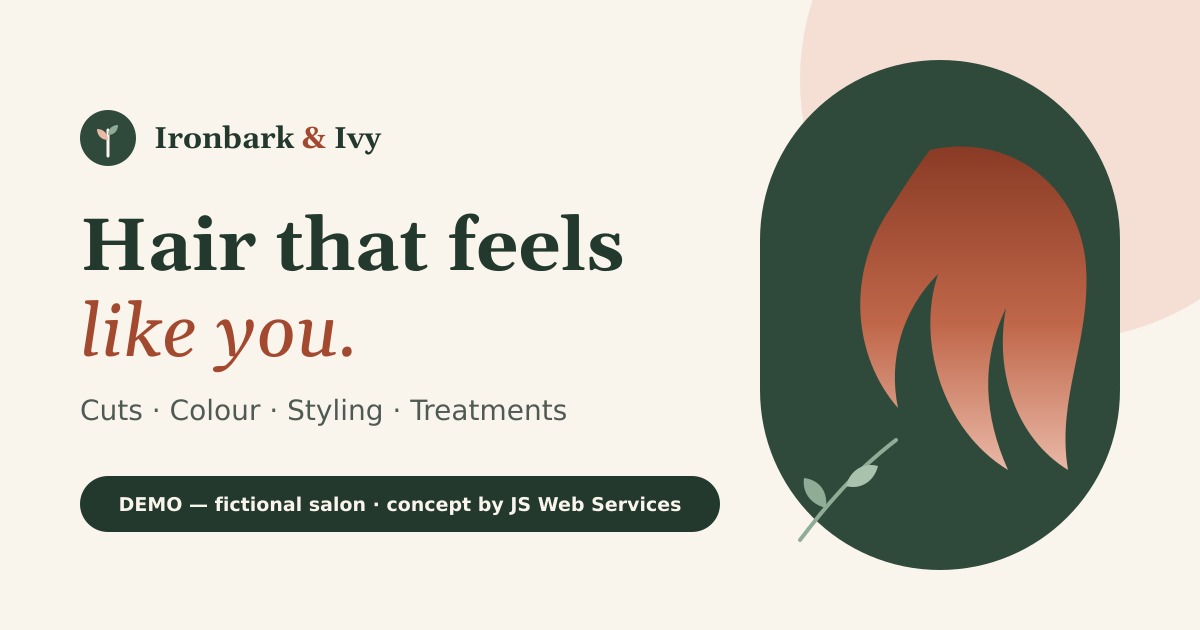 Ironbark & Ivy
Hair that feels
like you.
Cuts · Colour · Styling · Treatments
DEMO — fictional salon · concept by JS Web Services